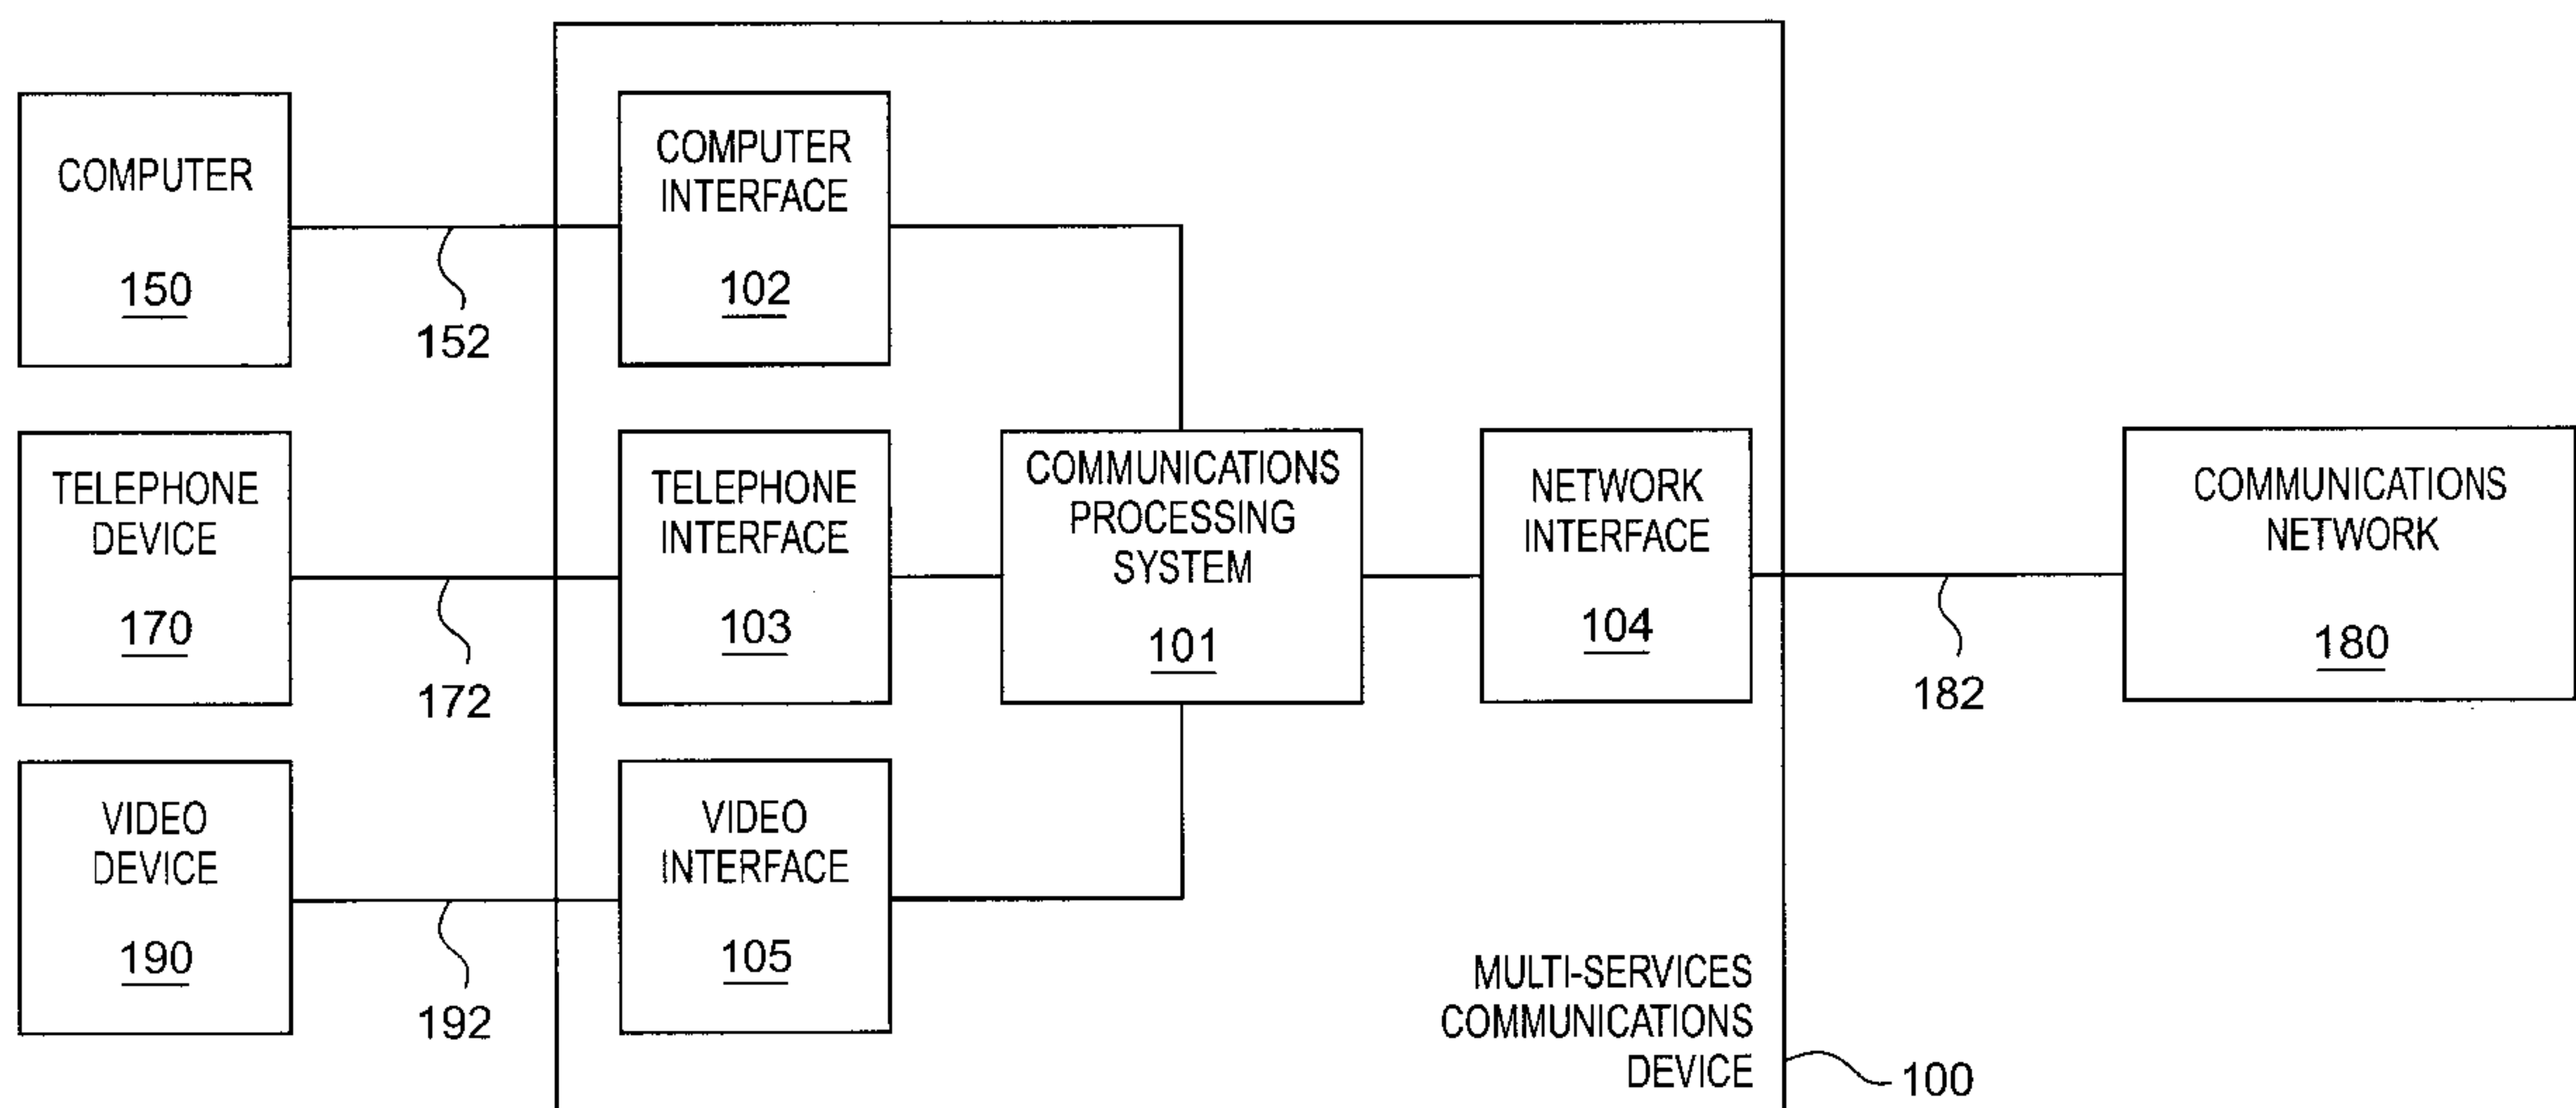 COMPUTER
150
152
COMPUTER
INTERFACE
102
TELEPHONE
DEVICE
170
172
TELEPHONE
INTERFACE
103
COMMUNICATIONS
PROCESSING
SYSTEM
101
NETWORK
INTERFACE
104
182
COMMUNICATIONS
NETWORK
180
VIDEO
DEVICE
190
192
VIDEO
INTERFACE
105
MULTI-SERVICES
COMMUNICATIONS
DEVICE
100